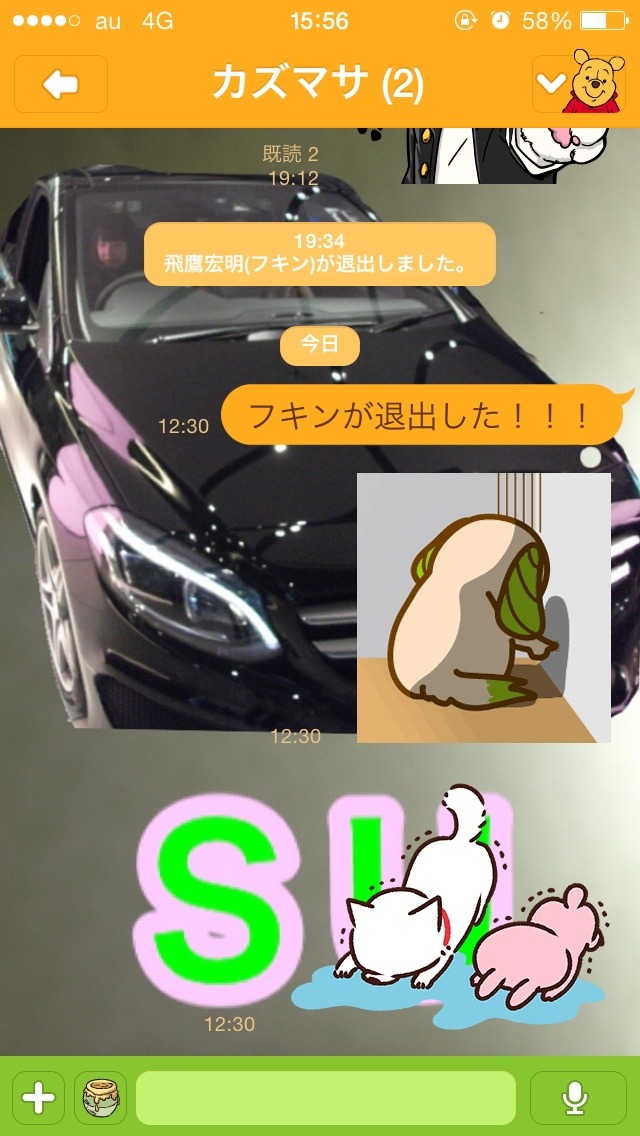 au 4G 15:56 58%
カズマサ (2)
既読 2
19:12
19:34
飛鷹宏明(フキン)が退出しました。
今日
12:30 フキンが退出した！！！
12:30
12:30